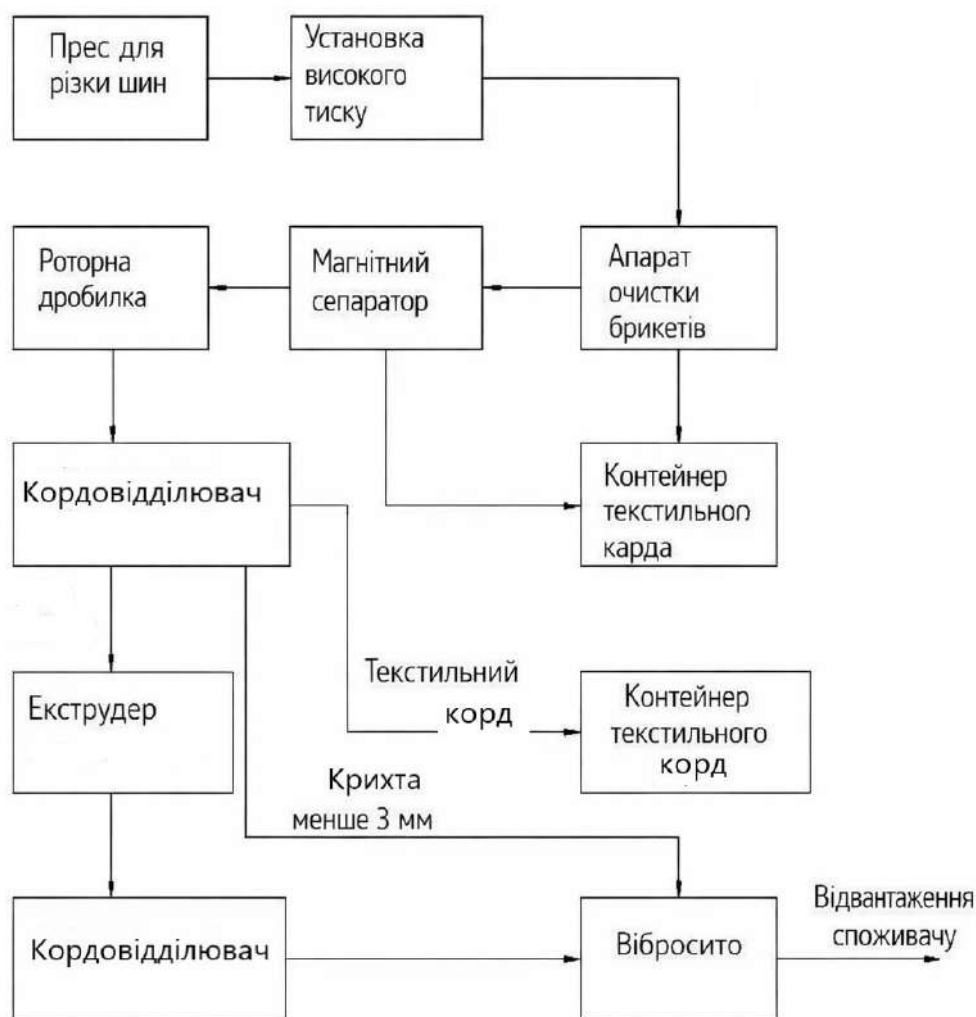 Прес для
різки шин
Установка
високого
тиску
Роторна
дробилка
Магнітний
сепаратор
Апарат
очистки
брикетів
Кордовідділювач
Контейнер
текстильного
карда
Екструдер
Текстильний
корд
Контейнер
текстильного
корд
Крихта
менше 3 мм
Кордовідділювач
Вібросито
Відвантаження
споживачу